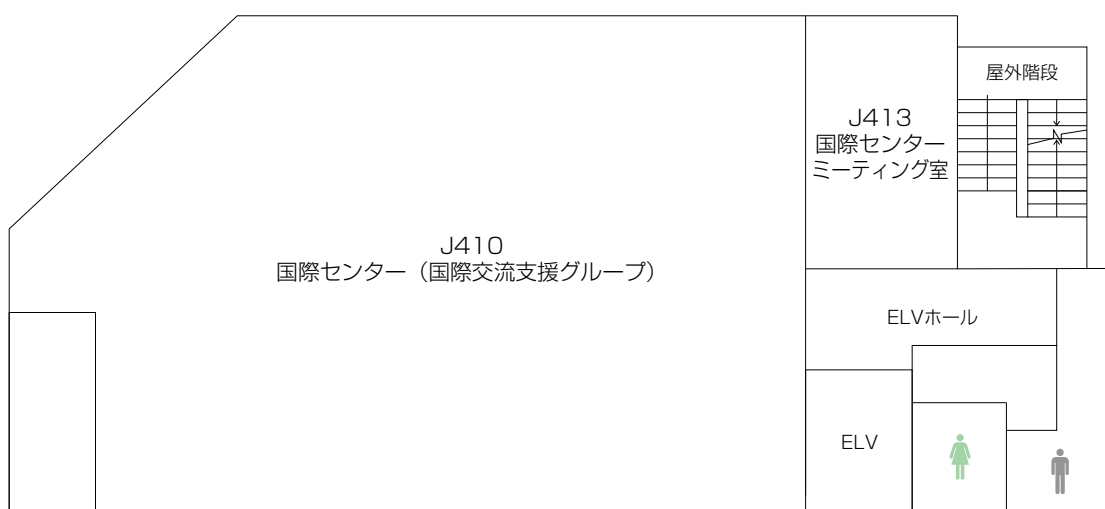 屋外階段
J413
国際センター
ミーティング室
J410
国際センター（国際交流支援グループ）
ELVホール
ELV